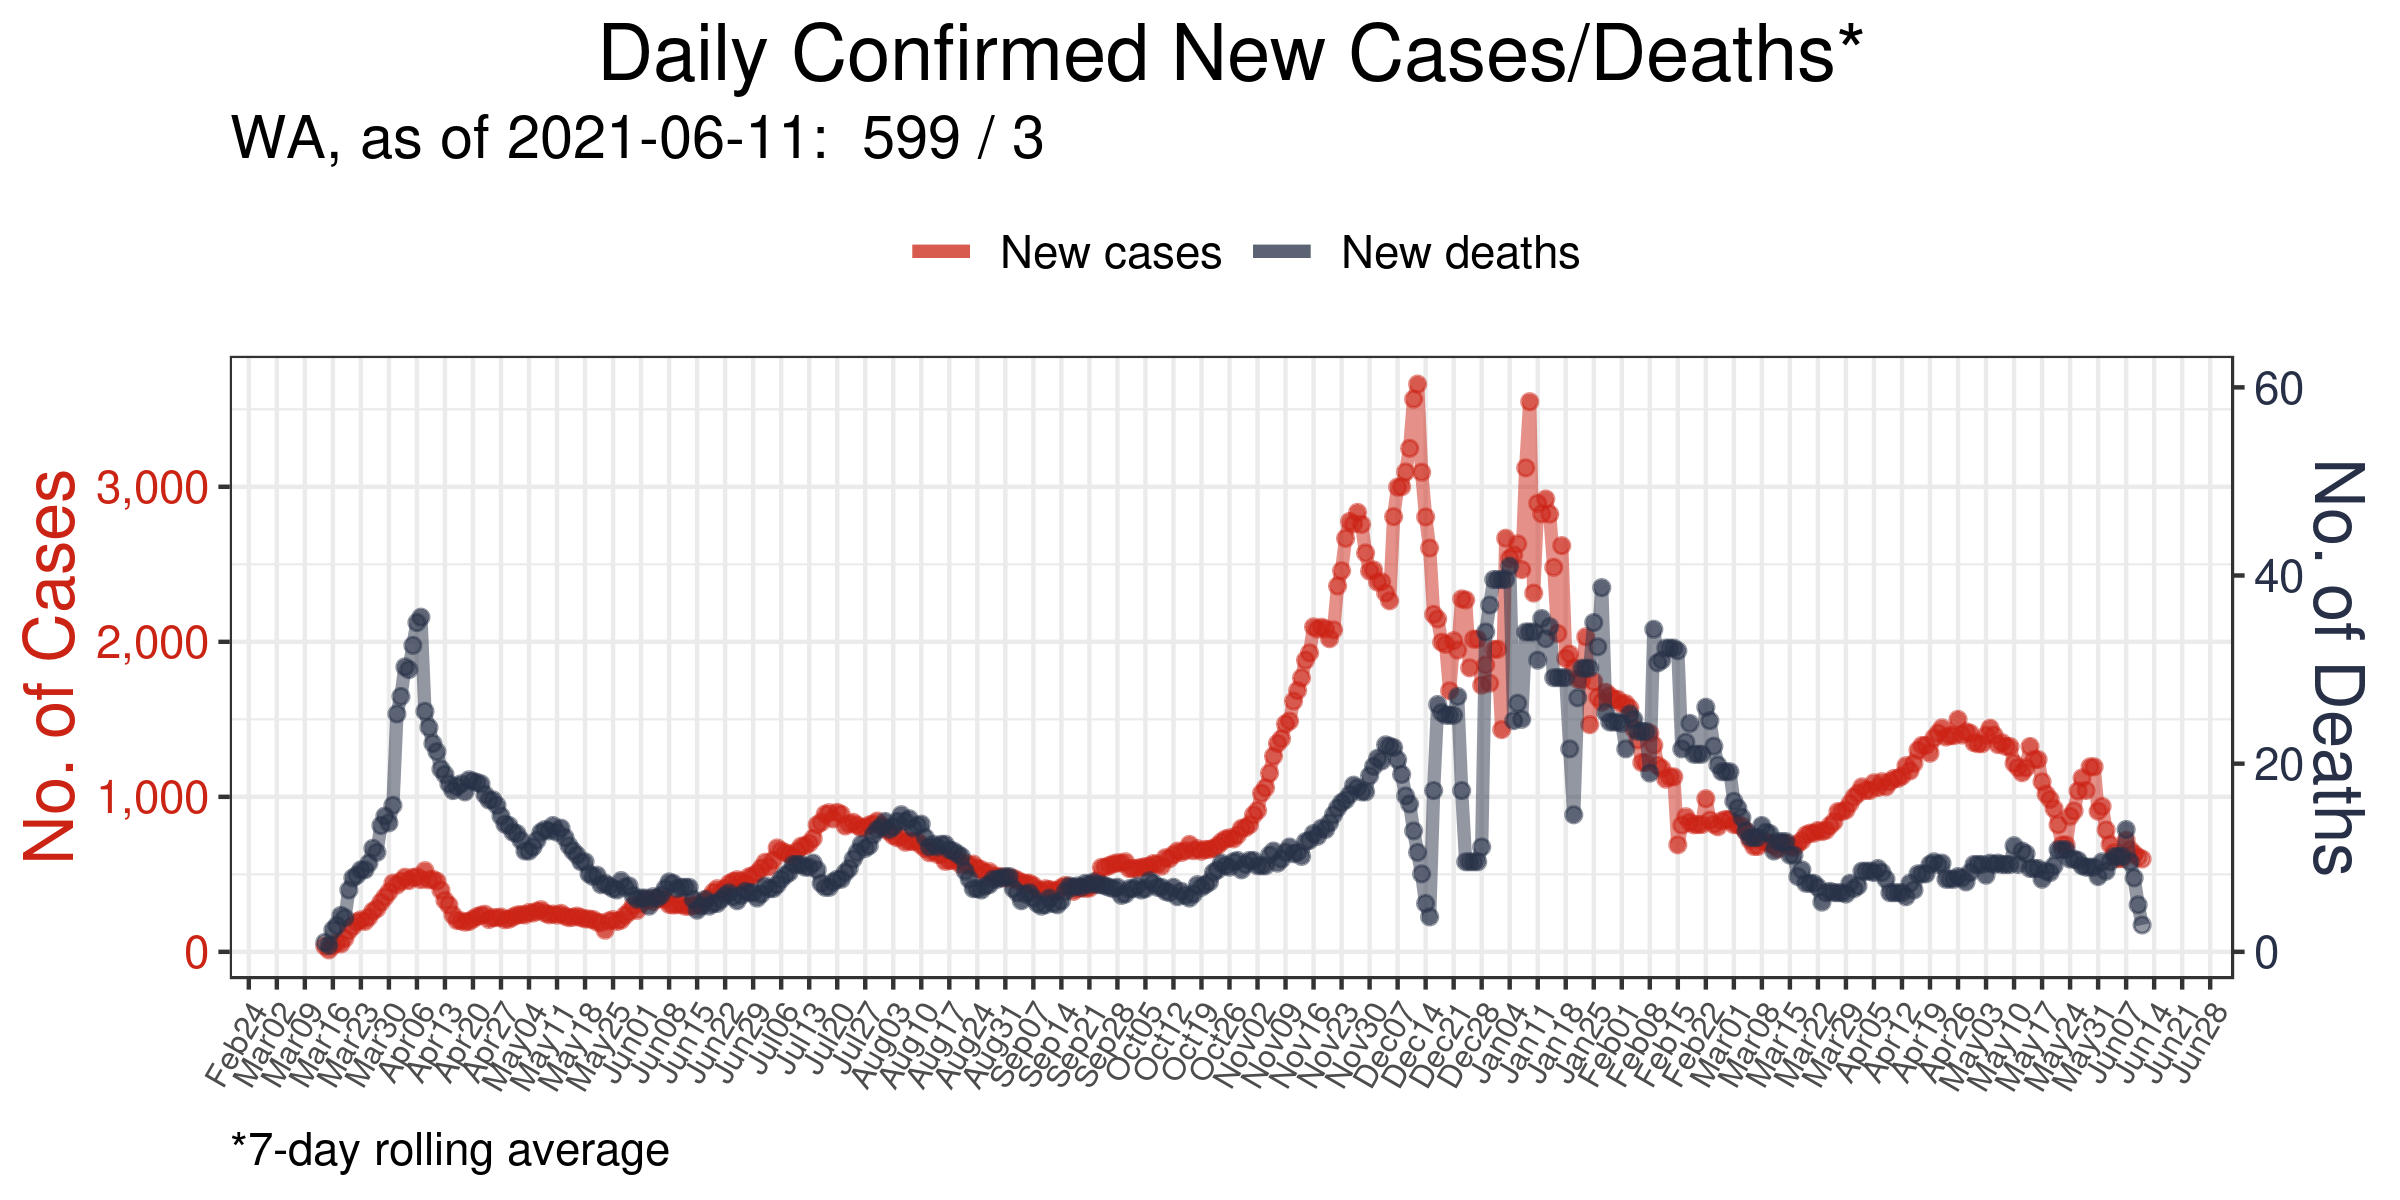 Daily Confirmed New Cases/Deaths*
WA, as of 2021-06-11:  599 / 3
New cases
New deaths
No. of Cases
3,000
2,000
1,000
0
60
40
20
0
No. of Deaths
Feb24
Mar02
Mar09
Mar16
Mar23
Mar30
Apr06
Apr13
Apr20
Apr27
May04
May11
May18
May25
Jun01
Jun08
Jun15
Jun22
Jun29
Jul06
Jul13
Jul20
Jul27
Aug03
Aug10
Aug17
Aug24
Aug31
Sep07
Sep14
Sep21
Sep28
Oct05
Oct12
Oct19
Oct26
Nov02
Nov09
Nov16
Nov23
Nov30
Dec07
Dec14
Dec21
Dec28
Jan04
Jan11
Jan18
Jan25
Feb01
Feb08
Feb15
Feb22
Mar01
Mar08
Mar15
Mar22
Mar29
Apr05
Apr12
Apr19
Apr26
May03
May10
May17
May24
May31
Jun07
Jun14
Jun21
Jun28
*7-day rolling average